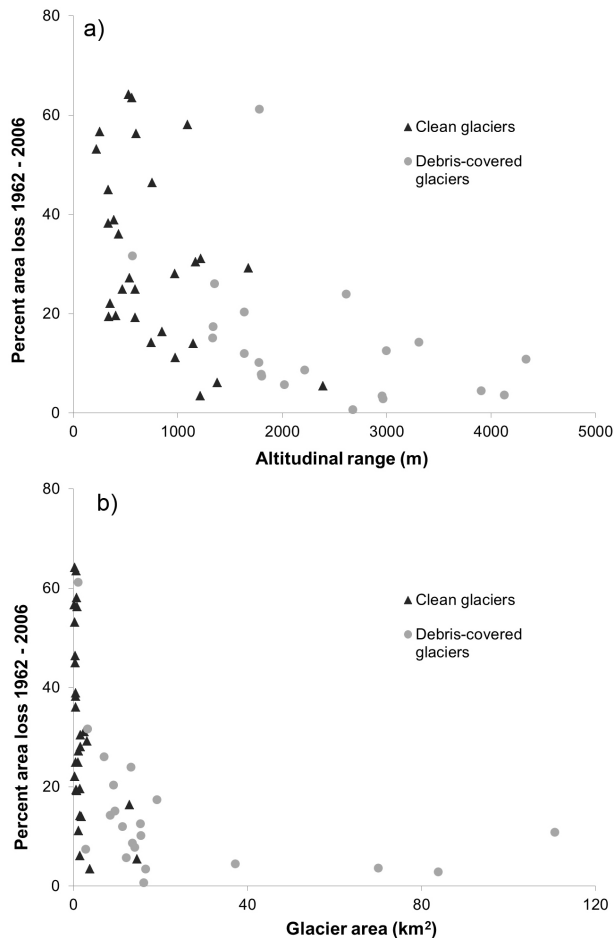 a)
80
60
40
20
0
Percent area loss 1962 - 2006
Clean glaciers
Debris-covered
glaciers
0 1000 2000 3000 4000 5000
Altitudinal range (m)
b)
80
60
40
20
0
Percent area loss 1962 - 2006
Clean glaciers
Debris-covered
glaciers
0 40 80 120
Glacier area (km²)